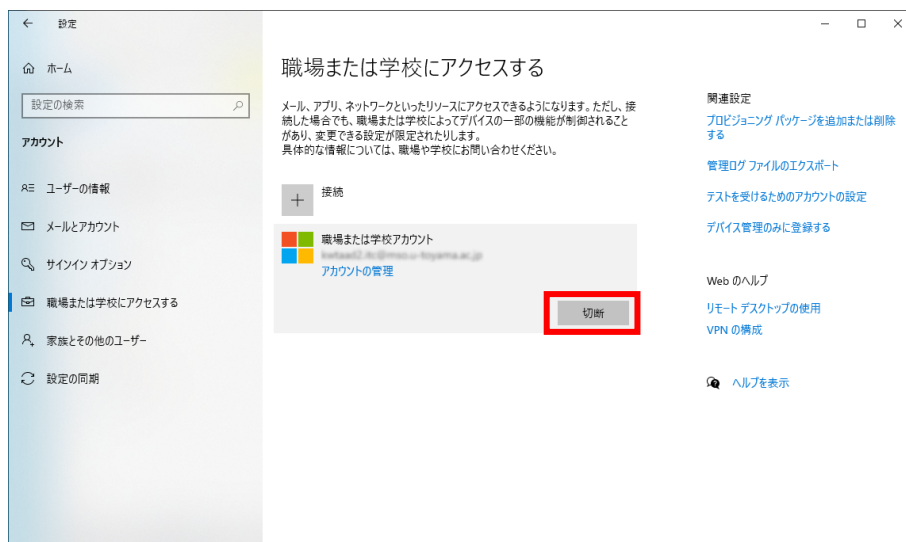 設定
ホーム
設定の検索
アカウント
ユーザーの情報
メールとアカウント
サインイン オプション
職場または学校にアクセスする
家族とその他のユーザー
設定の同期
職場または学校にアクセスする
メール、アプリ、ネットワークといったリソースにアクセスできるようになります。ただし、接
続した場合でも、職場または学校によってデバイスの一部の機能が制御されること
があり、変更できる設定が限定されたりします。
具体的な情報については、職場や学校にお問い合わせください。
接続
職場または学校アカウント
アカウントの管理
切断
関連設定
プロビジョニング パッケージを追加または削除
する
管理ログ ファイルのエクスポート
テストを受けるためのアカウントの設定
デバイス管理のみに登録する
Web のヘルプ
リモート デスクトップの使用
VPN の構成
ヘルプを表示